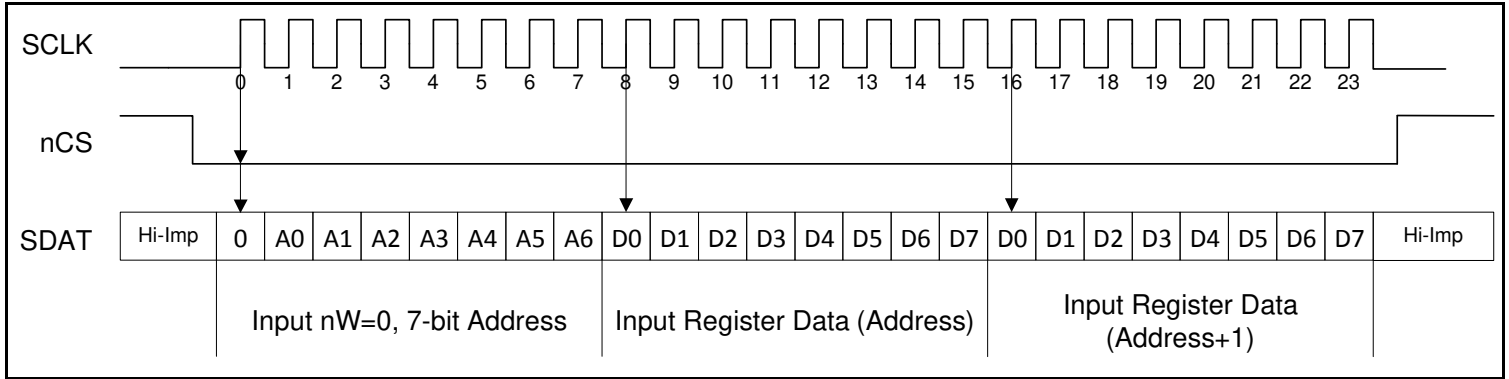 SCLK
0 1 2 3 4 5 6 7 8 9 10 11 12 13 14 15 16 17 18 19 20 21 22 23
nCS
SDAT Hi-Imp 0 A0 A1 A2 A3 A4 A5 A6 D0 D1 D2 D3 D4 D5 D6 D7 D0 D1 D2 D3 D4 D5 D6 D7 Hi-Imp
Input nW=0, 7-bit Address Input Register Data (Address) Input Register Data
(Address+1)